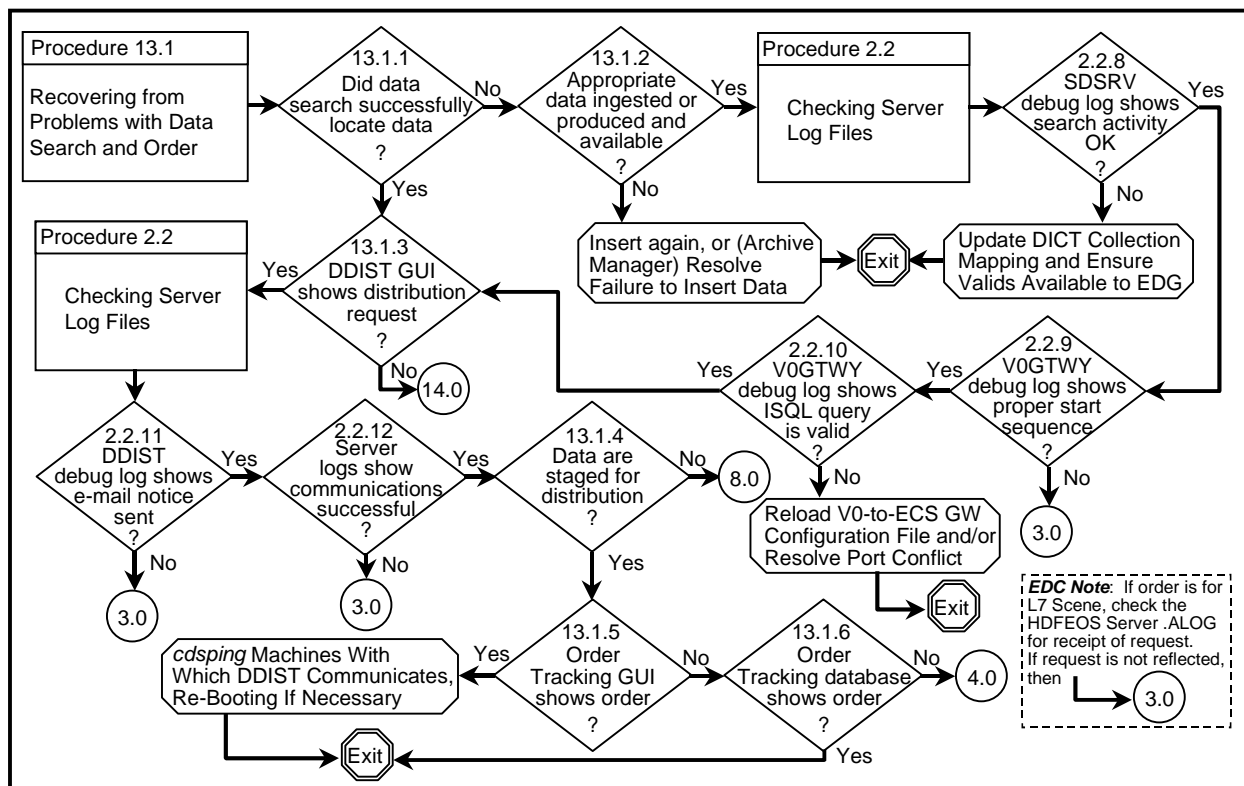 Procedure 13.1
Recovering from
Problems with Data
Search and Order
13.1.1
Did data
search successfully
locate data
?
No
Yes
13.1.2
Appropriate
data ingested or
produced and
available
?
Yes
No
Procedure 2.2
Checking Server
Log Files
2.2.8
SDSRV
debug log shows
search activity
OK
?
Yes
No
Insert again, or (Archive
Manager) Resolve
Failure to Insert Data
Exit
Update DICT Collection
Mapping and Ensure
Valids Available to EDG
Procedure 2.2
Checking Server
Log Files
Yes
13.1.3
DDIST GUI
shows distribution
request
?
No
14.0
Yes
2.2.10
V0GTWY
debug log shows
ISQL query
is valid
?
No
Yes
2.2.9
V0GTWY
debug log shows
proper start
sequence
?
No
3.0
2.2.11
DDIST
debug log shows
e-mail notice
sent
?
Yes
No
3.0
2.2.12
Server
logs show
communications
successful
?
Yes
No
3.0
13.1.4
Data are
staged for
distribution
?
No
8.0
Yes
Reload V0-to-ECS GW
Configuration File and/or
Resolve Port Conflict
Exit
EDC Note: If order is for
L7 Scene, check the
HDFEOS Server .ALOG
for receipt of request.
If request is not reflected,
then
3.0
cdsping Machines With
Which DDIST Communicates,
Re-Booting If Necessary
Yes
13.1.5
Order
Tracking GUI
shows order
?
No
13.1.6
Order
Tracking database
shows order
?
No
4.0
Yes
Exit